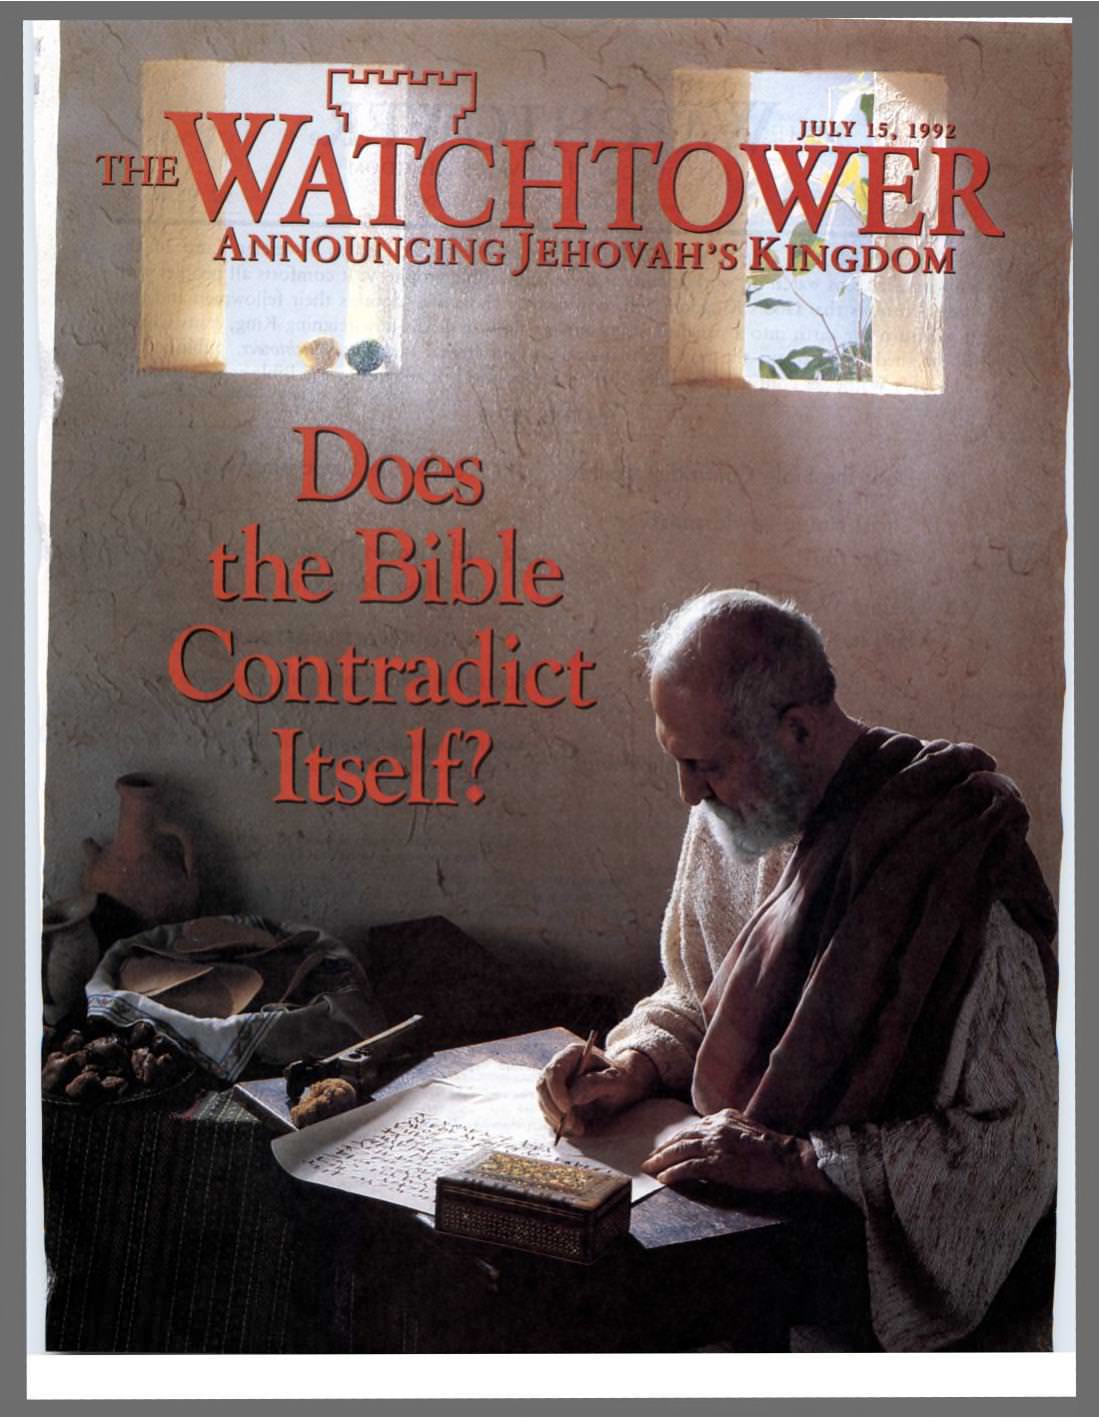 JULY 15, 1992
THE WATCHTOWER
ANNOUNCING JEHOVAH'S KINGDOM
Does
the Bible
Contradict
Itself?